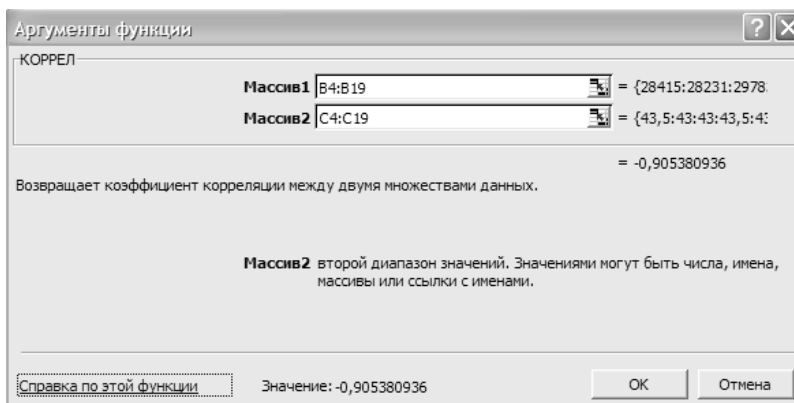 Аргументы функции
КОРРЕЛ
Массив1 B4:B19 = {28415:28231:2978:
Массив2 C4:C19 = {43,5:43:43:43,5:43
= -0,905380936
Возвращает коэффициент корреляции между двумя множествами данных.
Массив2 второй диапазон значений. Значениями могут быть числа, имена,
массивы или ссылки с именами.
Справка по этой функции Значение: -0,905380936 OK Отмена